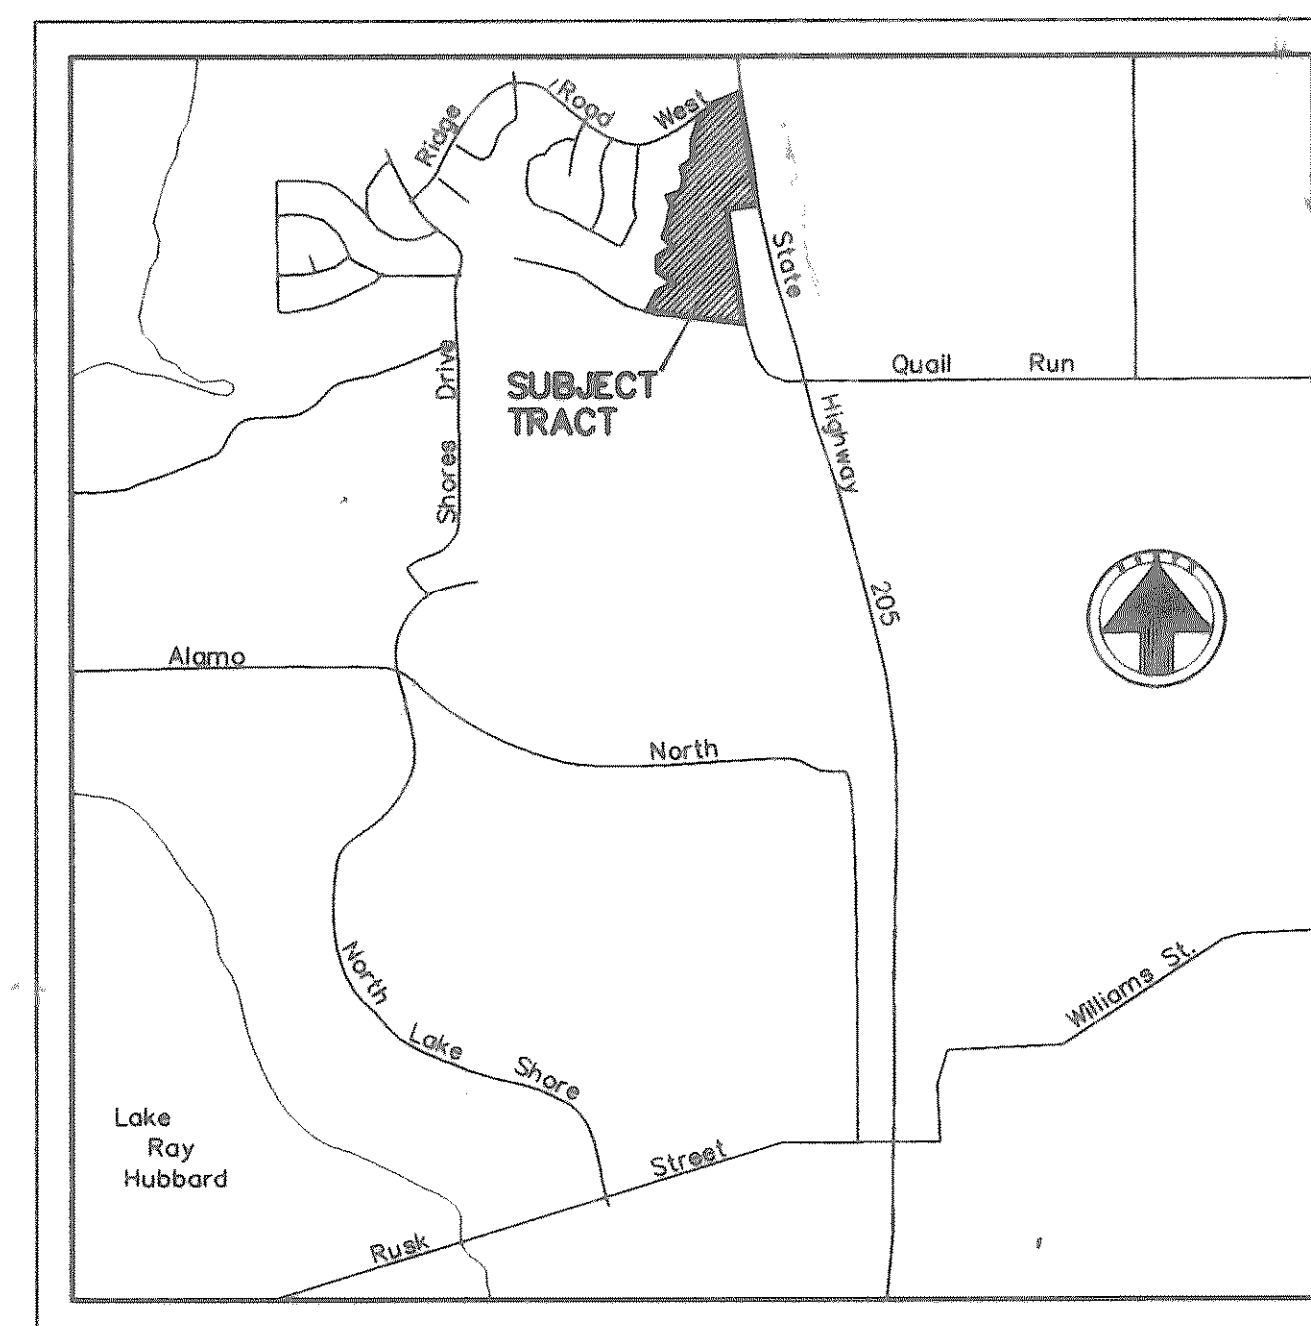 Ridge Road West
State Highway 205
Quail Run
SUBJECT
TRACT
Shores Drive
Alamo
North
North Lake Shore
Williams St.
Lake
Ray
Hubbard
Rusk Street